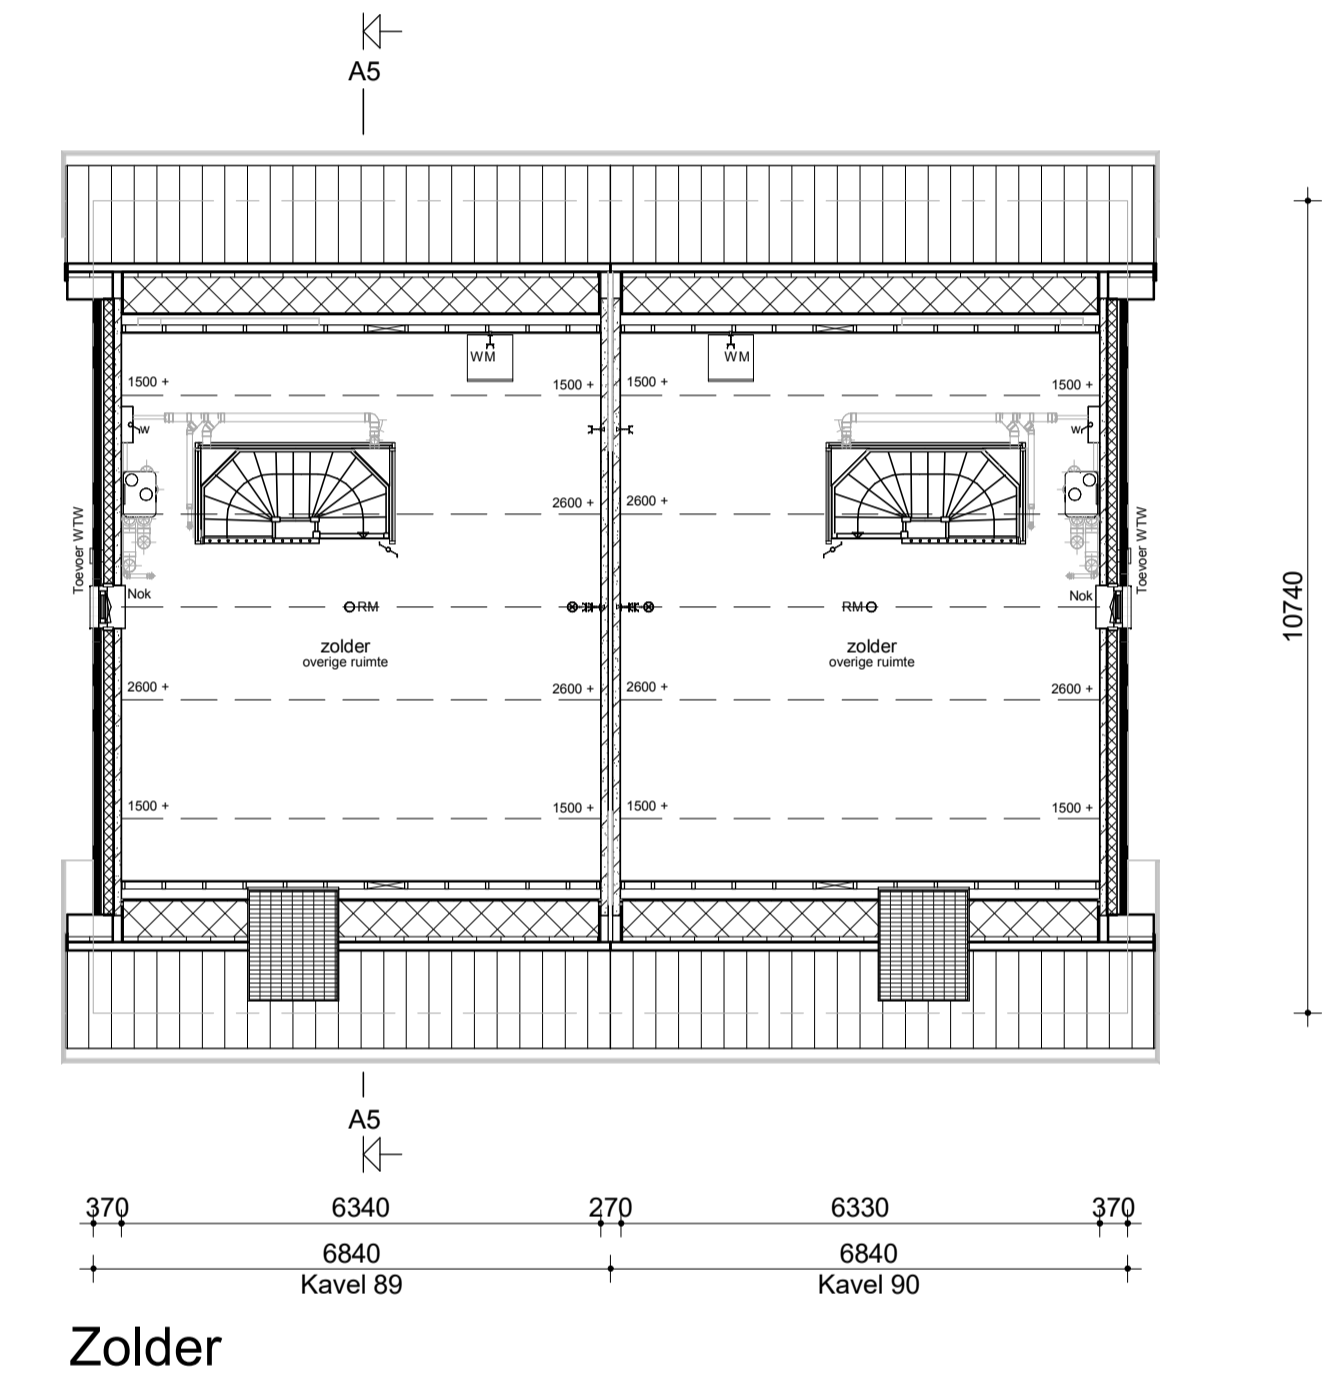 A5
WM
WM
1500 +
1500 +
1500 +
1500 +
w
wr
2600 +
2600 +
Toevoer WTW
Toevoer WTW
10740
Nok
RM
RM
Nok
zolder
overige ruimte
zolder
overige ruimte
2600 +
2600 +
2600 +
2600 +
1500 +
1500 +
1500 +
1500 +
A5
370
6340
270
6330
370
6840
6840
Kavel 89
Kavel 90
Zolder